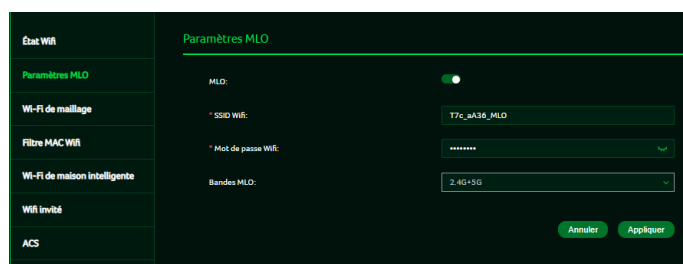 État Wifi
Paramètres MLO
Wi-Fi de maillage
Filtre MAC Wifi
Wi-Fi de maison intelligente
Wifi invité
ACS
Paramètres MLO
MLO:
* SSID Wifi: T7c_aA36_MLO
* Mot de passe Wifi: ••••••••
Bandes MLO: 2.4G+5G
Annuler Appliquer